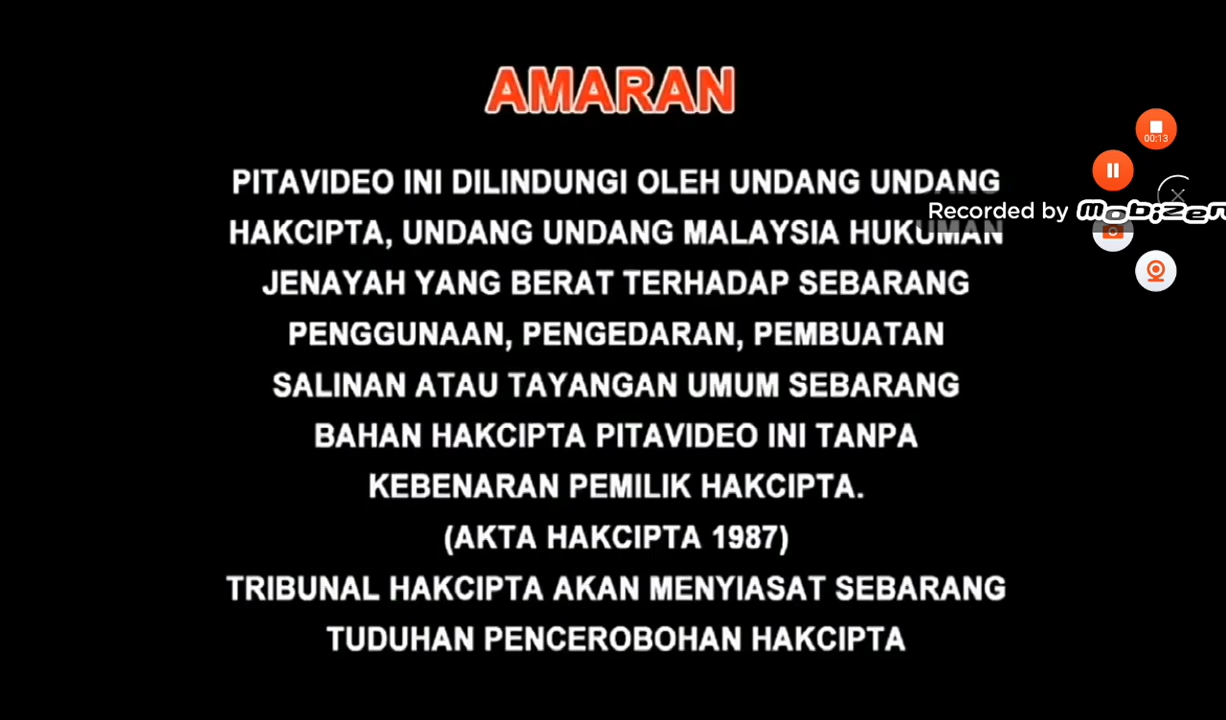 AMARAN
PITAVIDEO INI DILINDUNGI OLEH UNDANG UNDANG
HAKCIPTA, UNDANG UNDANG MALAYSIA HUKUMAN
JENAYAH YANG BERAT TERHADAP SEBARANG
PENGGUNAAN, PENGEDARAN, PEMBUATAN
SALINAN ATAU TAYANGAN UMUM SEBARANG
BAHAN HAKCIPTA PITAVIDEO INI TANPA
KEBENARAN PEMILIK HAKCIPTA.
(AKTA HAKCIPTA 1987)
TRIBUNAL HAKCIPTA AKAN MENYIASAT SEBARANG
TUDUHAN PENCEROBOHAN HAKCIPTA
00:13
Recorded by Mobizen